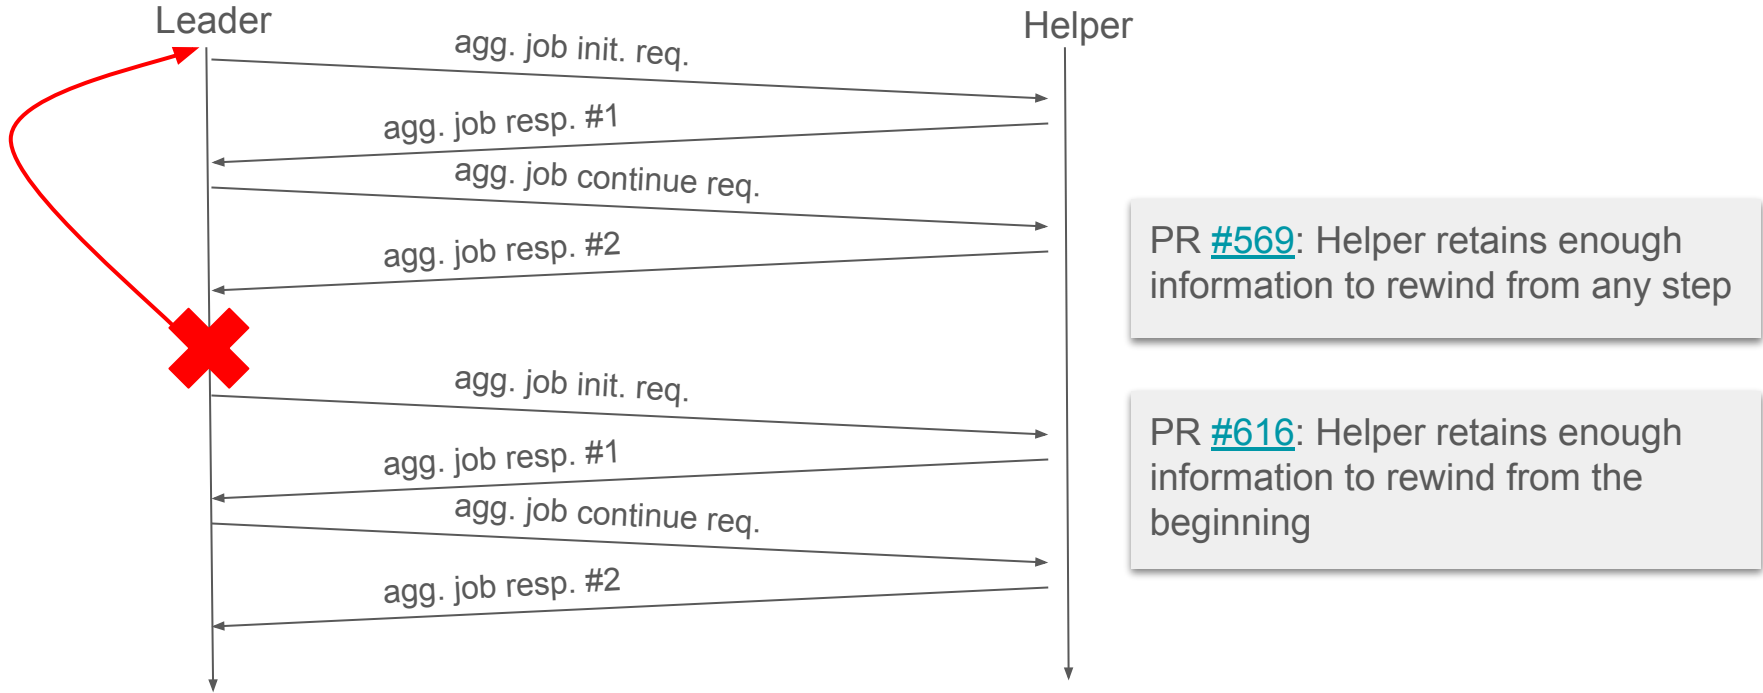 Leader
Helper
agg. job init. req.
agg. job resp. #1
agg. job continue req.
agg. job resp. #2
agg. job init. req.
agg. job resp. #1
agg. job continue req.
agg. job resp. #2
PR #569: Helper retains enough
information to rewind from any step
PR #616: Helper retains enough
information to rewind from the
beginning